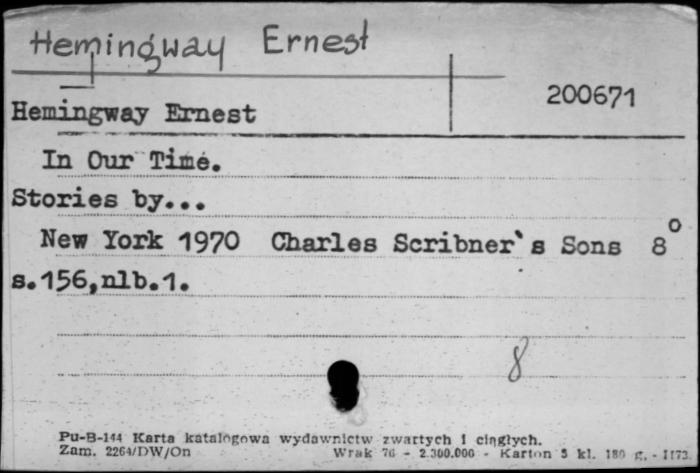 Hemingway Ernest
200671
Hemingway Ernest
In Our Time.
Stories by...
New York 1970 Charles Scribner`s Sons 8°
s.156,nlb.1.
8
Pu-B-144 Karta katalogowa wydawnictw zwartych i ciągłych.
Zam. 2264/DW/On Wrak 76 - 2.300.000 - Karton 5 kl. 180 g. - 1173